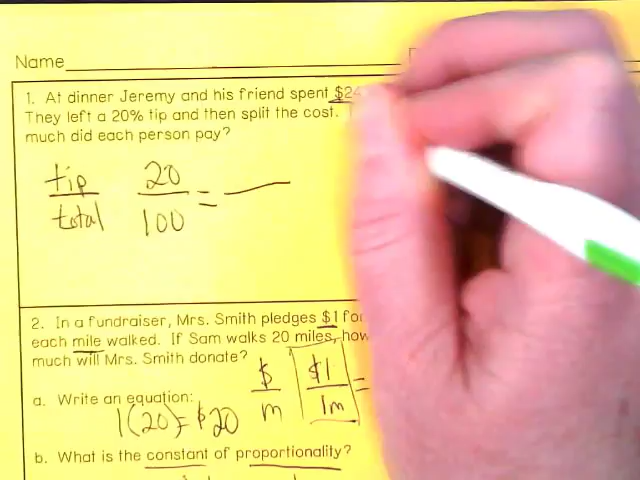 Name
1. At dinner Jeremy and his friend spent $24
They left a 20% tip and then split the cost.
much did each person pay?
tip 20
total 100 =
2. In a fundraiser, Mrs. Smith pledges $1 for
each mile walked. If Sam walks 20 miles, how
much will Mrs. Smith donate?
a. Write an equation:
1(20)=$20
$ $1
m 1m =
b. What is the constant of proportionality?